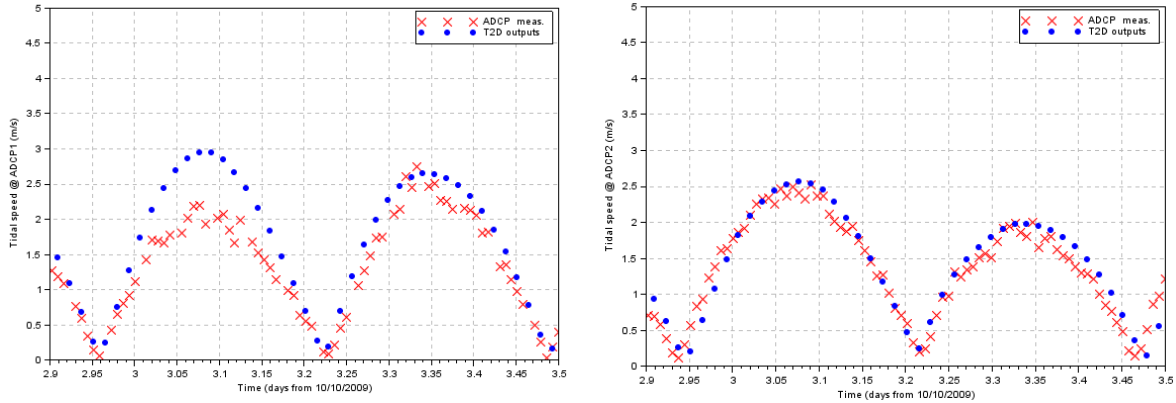 5
4.5
4
3.5
3
2.5
2
1.5
1
0.5
0
Tidal speed @ ADCP1 (m/s)
ADCP meas.
T2D outputs
2.9 2.95 3 3.05 3.1 3.15 3.2 3.25 3.3 3.35 3.4 3.45 3.5
Time (days from 10/10/2009)
5
4.5
4
3.5
3
2.5
2
1.5
1
0.5
0
Tidal speed @ ADCP2 (m/s)
ADCP meas.
T2D outputs
2.9 2.95 3 3.05 3.1 3.15 3.2 3.25 3.3 3.35 3.4 3.45 3.5
Time (days from 10/10/2009)